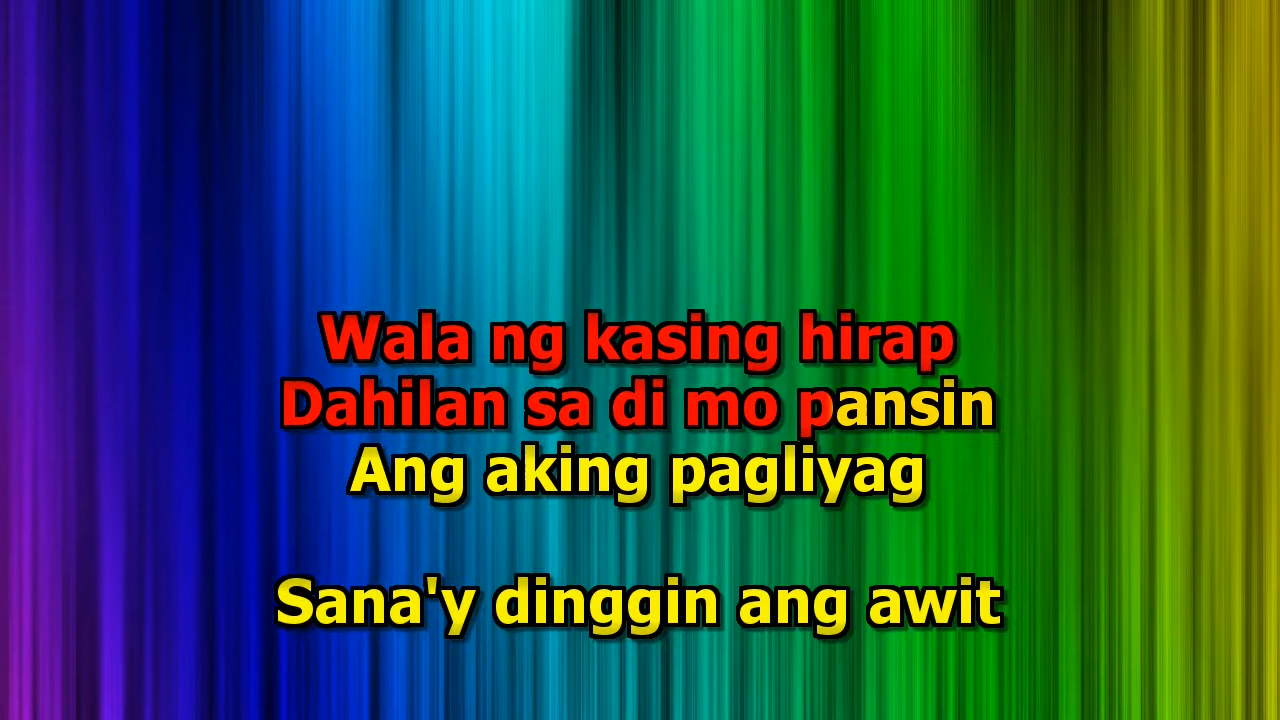 Wala ng kasing hirap
Dahilan sa di mo pansin
Ang aking pagliyag
Sana'y dinggin ang awit